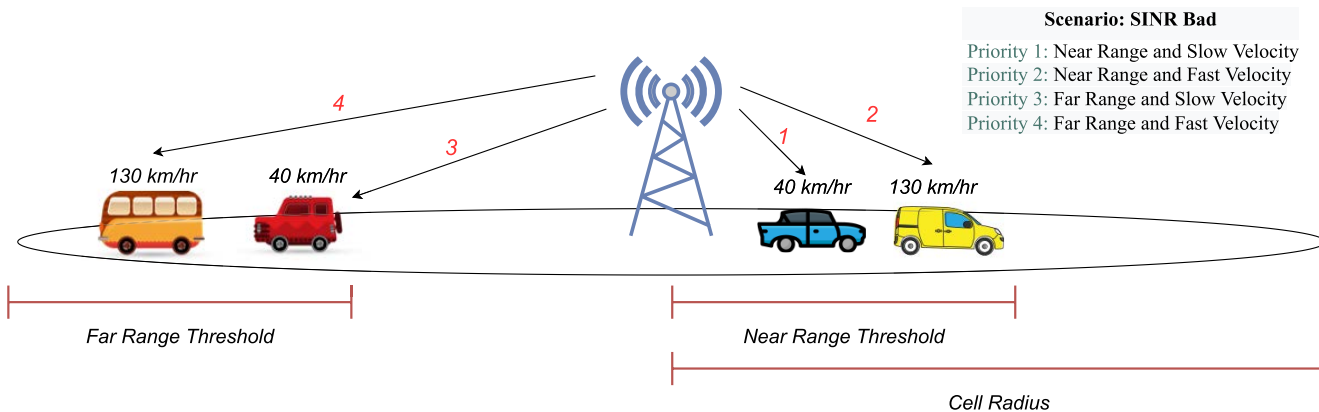 Scenario: SINR Bad
Priority 1: Near Range and Slow Velocity
Priority 2: Near Range and Fast Velocity
Priority 3: Far Range and Slow Velocity
Priority 4: Far Range and Fast Velocity
4
3
1
2
130 km/hr
40 km/hr
40 km/hr
130 km/hr
Far Range Threshold
Near Range Threshold
Cell Radius